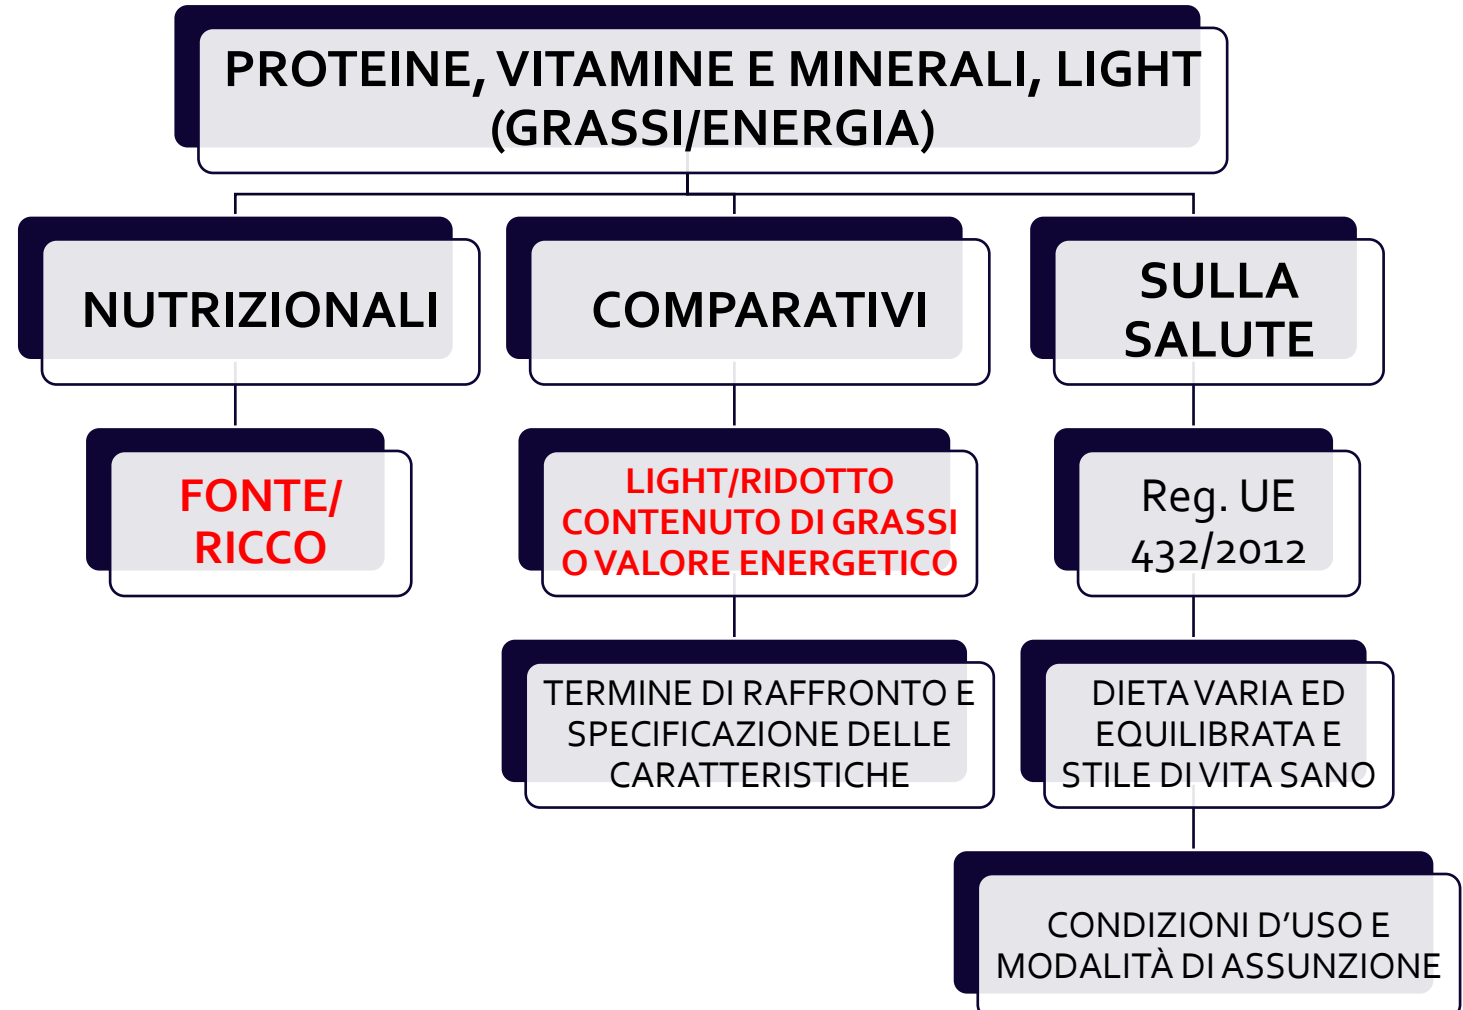 PROTEINE, VITAMINE E MINERALI, LIGHT
(GRASSI/ENERGIA)
NUTRIZIONALI
COMPARATIVI
SULLA
SALUTE
FONTE/
RICCO
LIGHT/RIDOTTO
CONTENUTO DI GRASSI
O VALORE ENERGETICO
Reg. UE
432/2012
TERMINE DI RAFFRONTO E
SPECIFICAZIONE DELLE
CARATTERISTICHE
DIETA VARIA ED
EQUILIBRATA E
STILE DI VITA SANO
CONDIZIONI D’USO E
MODALITÀ DI ASSUNZIONE